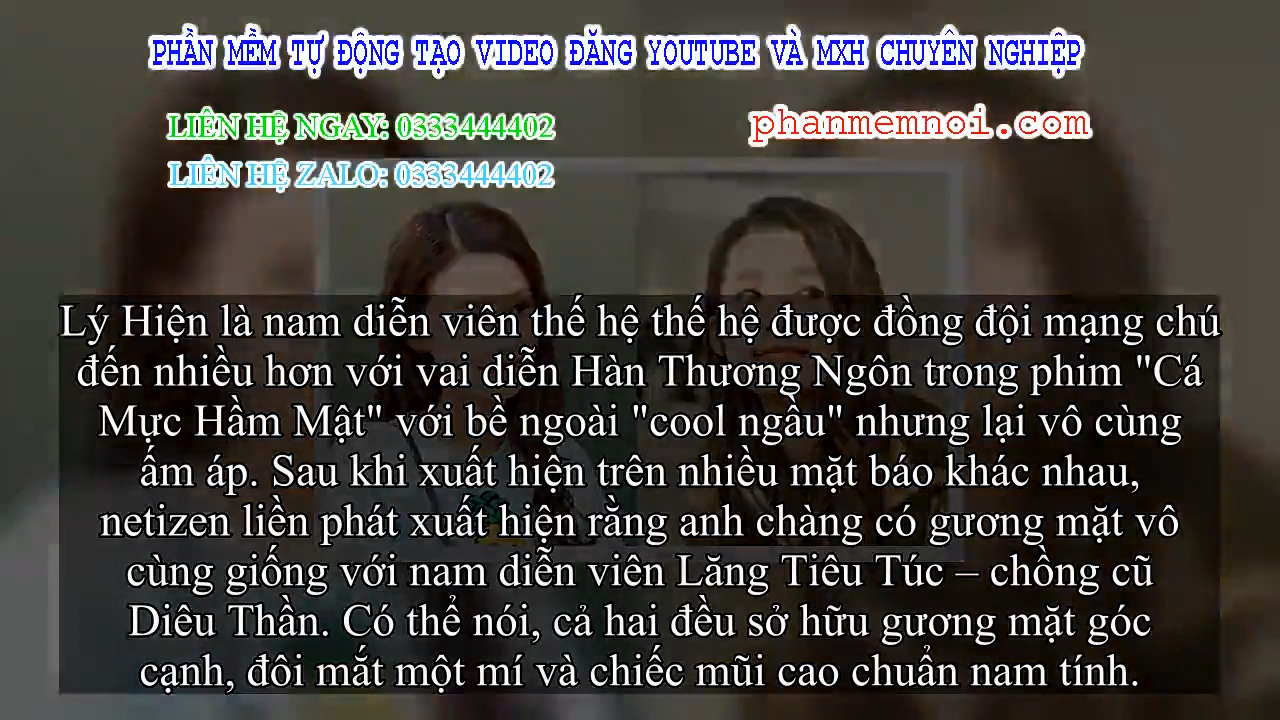 PHẦN MỀM TỰ ĐỘNG TẠO VIDEO ĐĂNG YOUTUBE VÀ MXH CHUYÊN NGHIỆP
LIÊN HỆ NGAY: 0333444402
phanmemnoi.com
LIÊN HỆ ZALO: 0333444402
Lý Hiện là nam diễn viên thế hệ thế hệ được đồng đội mạng chú
đến nhiều hơn với vai diễn Hàn Thương Ngôn trong phim "Cá
Mực Hầm Mật" với bề ngoài "cool ngầu" nhưng lại vô cùng
ấm áp. Sau khi xuất hiện trên nhiều mặt báo khác nhau,
netizen liền phát xuất hiện rằng anh chàng có gương mặt vô
cùng giống với nam diễn viên Lăng Tiêu Túc – chồng cũ
Diêu Thần. Có thể nói, cả hai đều sở hữu gương mặt góc
cạnh, đôi mắt một mí và chiếc mũi cao chuẩn nam tính.